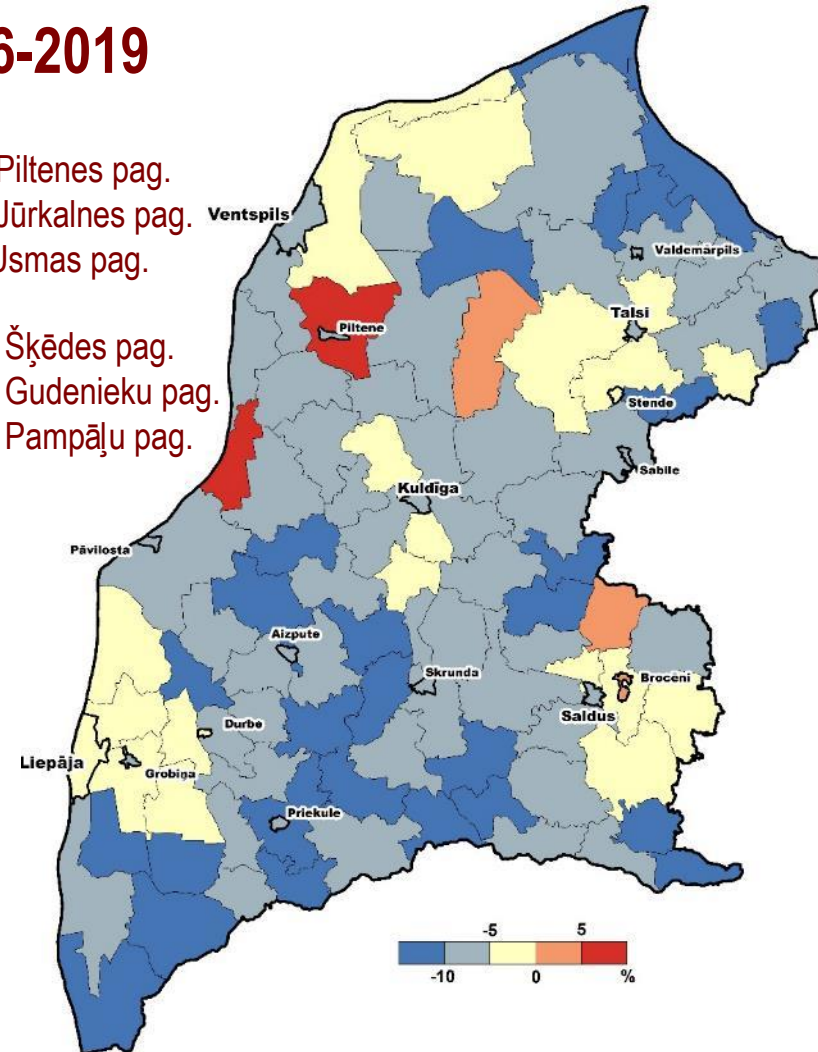 6-2019
Piltenes pag.
Jūrkalnes pag.
Usmas pag.
Šķēdes pag.
Gudenieku pag.
Pampāļu pag.
Ventspils
Valdemārpils
Talsi
Piltene
Stende
Sabile
Kuldīga
Pāvilosta
Aizpute
Skrunda
Brocēni
Saldus
Durbe
Liepāja
Grobiņa
Priekule
-5 5
-10 0 %